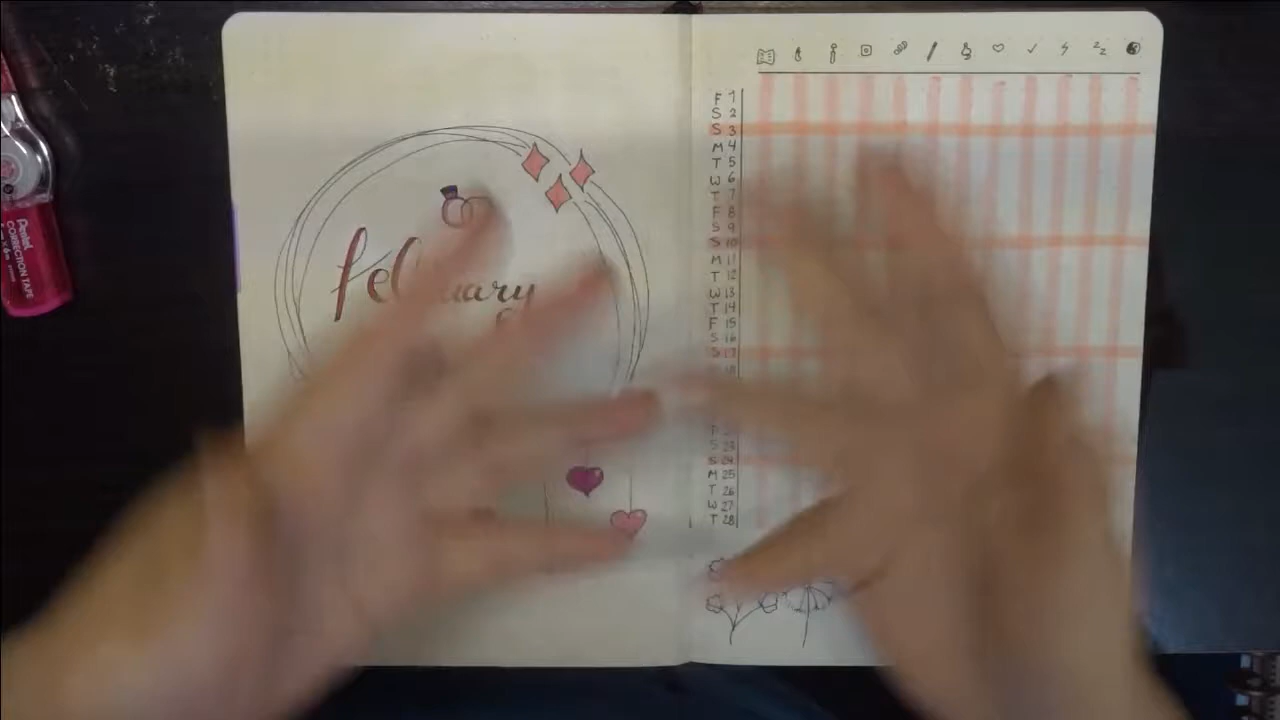 Pentel
CORRECTION TAPE
February
F 1
S 2
S 3
M 4
T 5
W 6
T 7
F 8
S 9
S 10
M 11
T 12
W 13
T 14
F 15
S 16
S 17
S 23
S 24
M 25
T 26
W 27
T 28